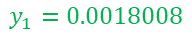 y₁ = 0.0018008